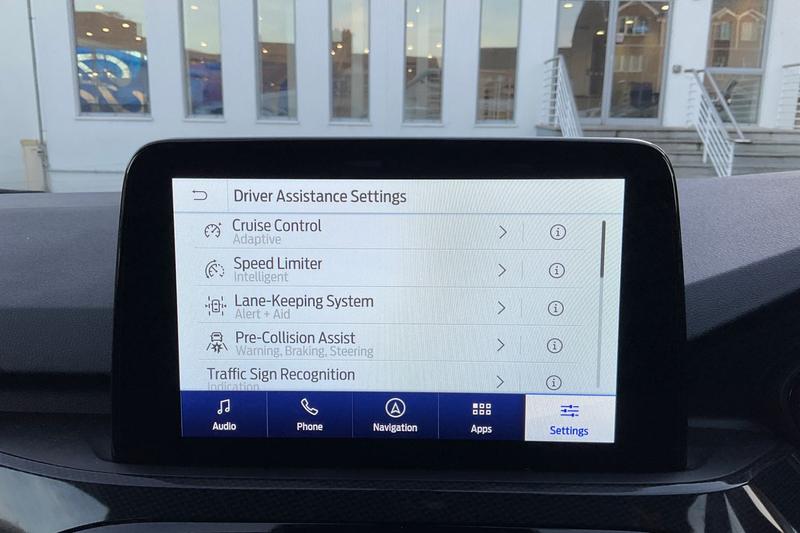 Driver Assistance Settings
Cruise Control
Adaptive
Speed Limiter
Intelligent
Lane-Keeping System
Alert + Aid
Pre-Collision Assist
Warning, Braking, Steering
Traffic Sign Recognition
Indication
Audio
Phone
Navigation
Apps
Settings